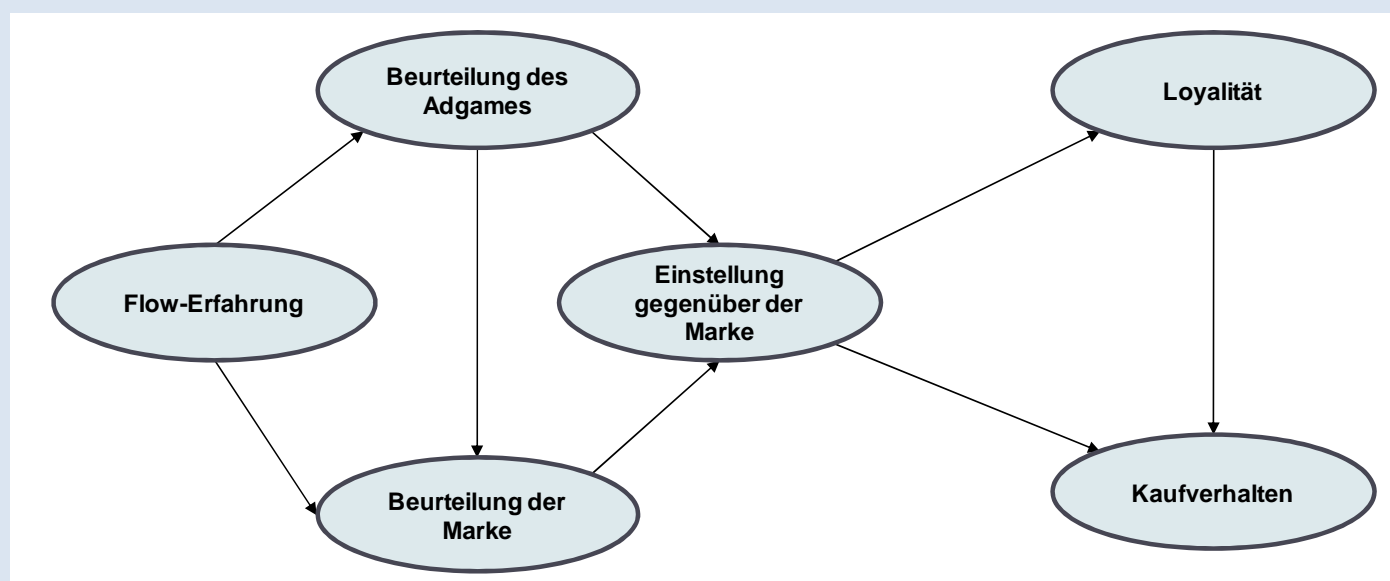 Beurteilung des
Adgames
Loyalität
Flow-Erfahrung
Einstellung
gegenüber der
Marke
Beurteilung der
Marke
Kaufverhalten